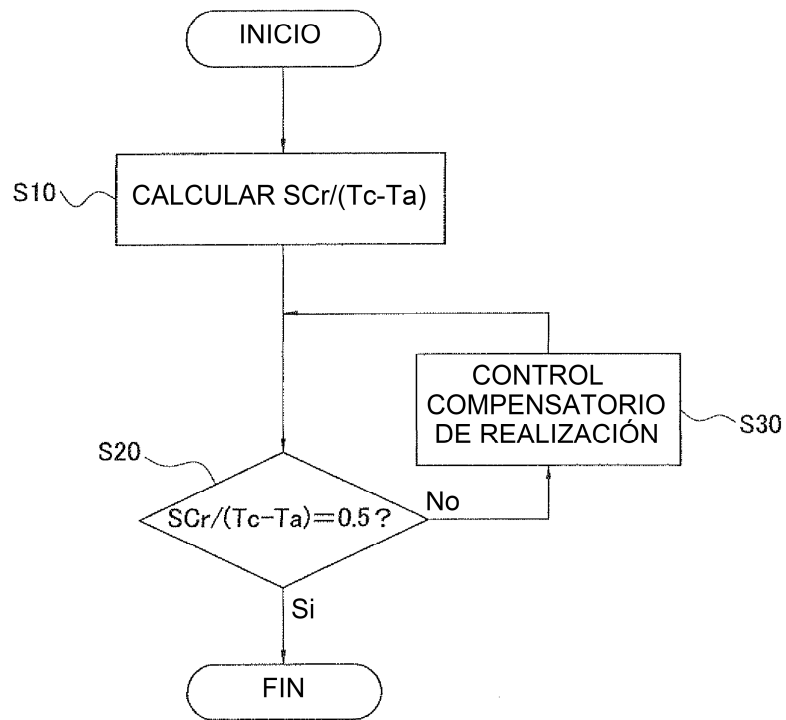 INICIO
S10
CALCULAR SCr/(Tc-Ta)
CONTROL
COMPENSATORIO
DE REALIZACIÓN
S30
S20
SCr/(Tc-Ta)=0.5?
No
Si
FIN